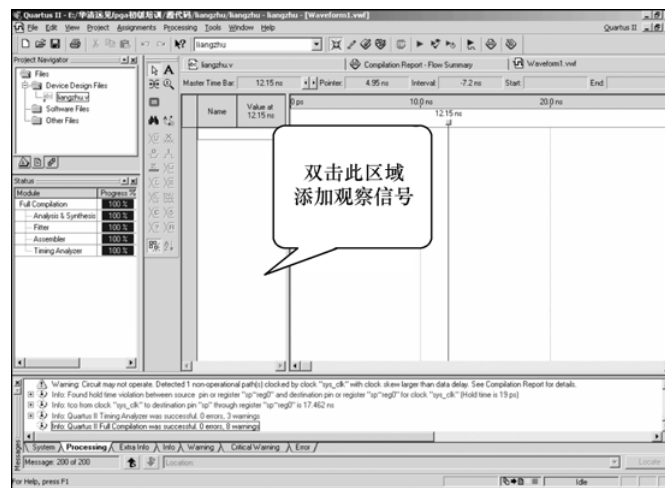 Quartus II - E:/华清远见/fpga初级培训/源代码/liangzhu/liangzhu - liangzhu - [Waveform1.vwf]
File Edit View Project Assignments Processing Tools Window Help
Quartus II
liangzhu
Project Navigator
Files
Device Design Files
liangzhu.v
Software Files
Other Files
liangzhu.v
Compilation Report - Flow Summary
Waveform1.vwf
Master Time Bar: 12.15 ns
Pointer: 4.95 ns
Interval: -7.2 ns
Start:
End:
Name
Value at
12.15 ns
0 ps
10.0 ns
20.0 ns
12.15 ns
双击此区域
添加观察信号
Status
Module Progress %
Full Compilation 100 %
Analysis & Synthesis 100 %
Fitter 100 %
Assembler 100 %
Timing Analyzer 100 %
Warning: Circuit may not operate. Detected 1 non-operational path(s) clocked by clock "sys_clk" with clock skew larger than data delay. See Compilation Report for details.
Info: Found hold time violation between source pin or register "sp~reg0" and destination pin or register "sp~reg0" for clock "sys_clk" (Hold time is 19 ps)
Info: tco from clock "sys_clk" to destination pin "sp" through register "sp~reg0" is 17.462 ns
Info: Quartus II Timing Analyzer was successful. 0 errors, 3 warnings
Info: Quartus II Full Compilation was successful. 0 errors, 8 warnings
System
Processing
Extra Info
Info
Warning
Critical Warning
Error
Messages
Message: 200 of 200
Location
Locate
For Help, press F1
Idle